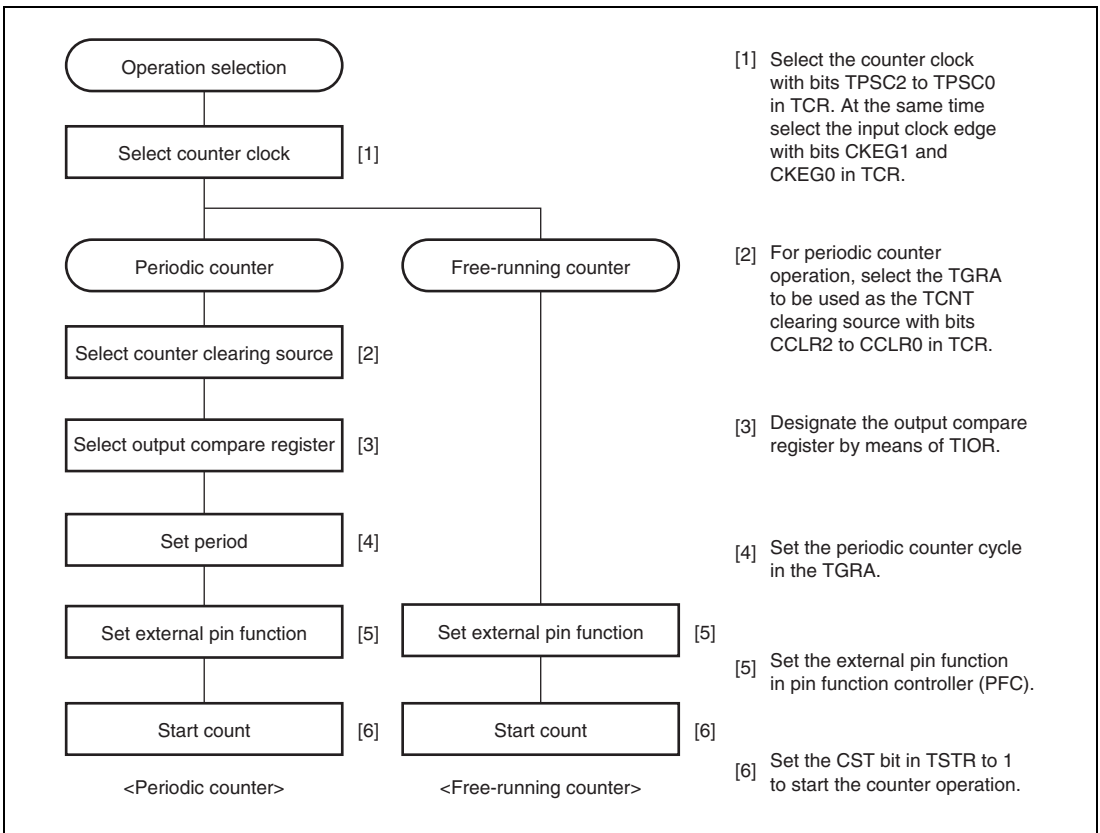 Operation selection
Select counter clock
[1]
Periodic counter
Free-running counter
Select counter clearing source
[2]
Select output compare register
[3]
Set period
[4]
Set external pin function
[5]
Set external pin function
[5]
Start count
[6]
Start count
[6]
<Periodic counter>
<Free-running counter>
[1] Select the counter clock
with bits TPSC2 to TPSC0
in TCR. At the same time
select the input clock edge
with bits CKEG1 and
CKEG0 in TCR.
[2] For periodic counter
operation, select the TGRA
to be used as the TCNT
clearing source with bits
CCLR2 to CCLR0 in TCR.
[3] Designate the output compare
register by means of TIOR.
[4] Set the periodic counter cycle
in the TGRA.
[5] Set the external pin function
in pin function controller (PFC).
[6] Set the CST bit in TSTR to 1
to start the counter operation.